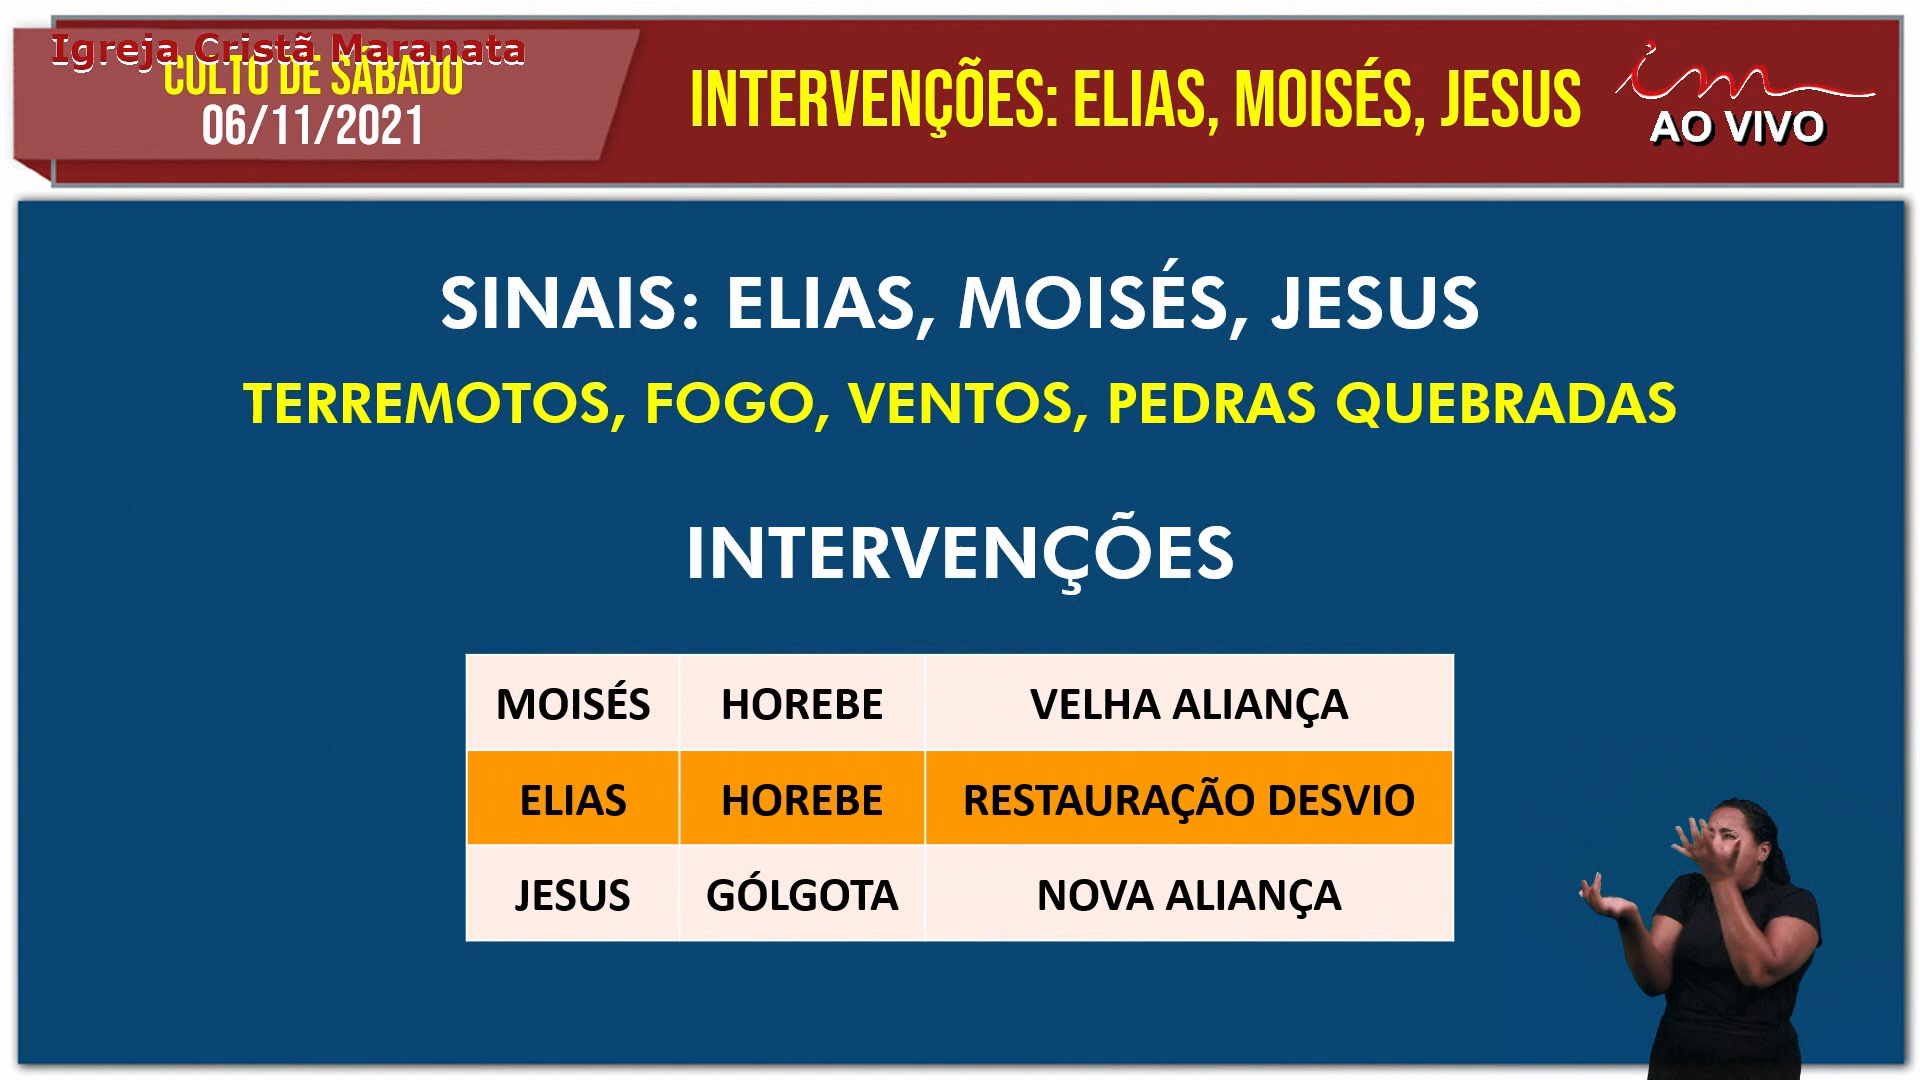 Igreja Cristã Maranata
CULTO DE SÁBADO
06/11/2021
INTERVENÇÕES: ELIAS, MOISÉS, JESUS
im
AO VIVO
SINAIS: ELIAS, MOISÉS, JESUS
TERREMOTOS, FOGO, VENTOS, PEDRAS QUEBRADAS
INTERVENÇÕES
MOISÉS HOREBE VELHA ALIANÇA
ELIAS HOREBE RESTAURAÇÃO DESVIO
JESUS GÓLGOTA NOVA ALIANÇA